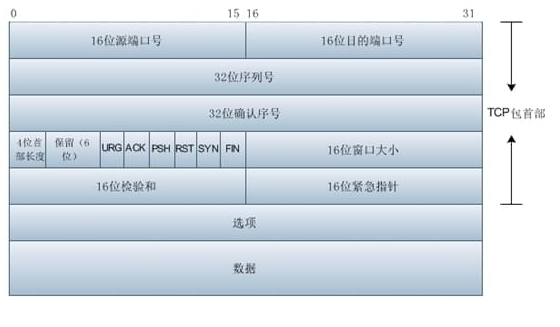 0 15 16 31
16位源端口号 16位目的端口号
32位序列号
32位确认序号
TCP包首部
4位首部长度 保留（6位） URG ACK PSH RST SYN FIN 16位窗口大小
16位检验和 16位紧急指针
选项
数据